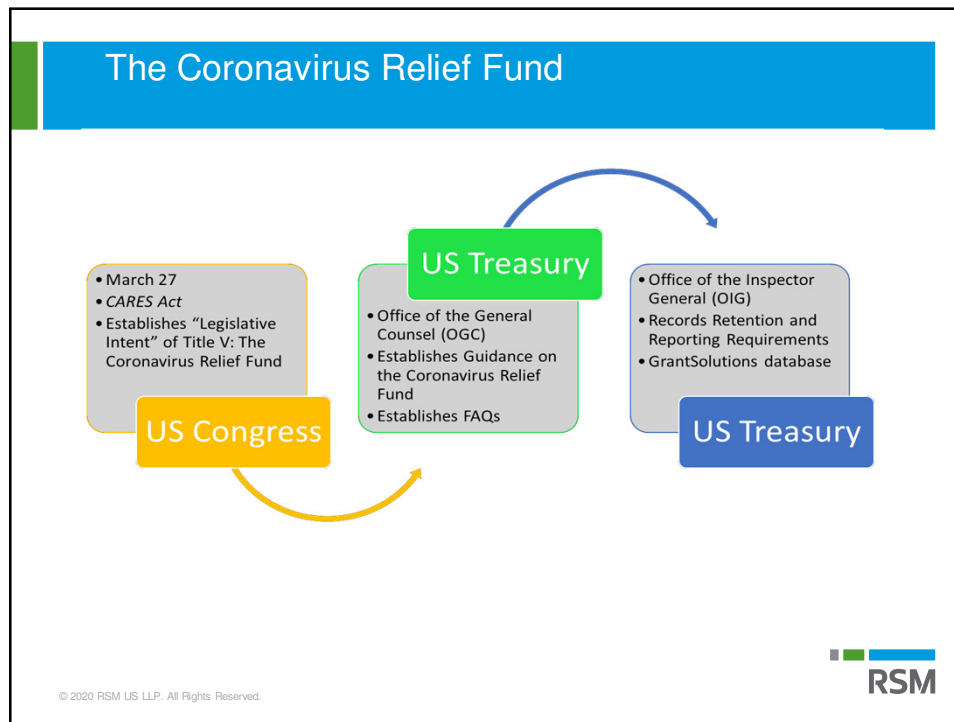 The Coronavirus Relief Fund
• March 27
• CARES Act
• Establishes “Legislative
Intent” of Title V: The
Coronavirus Relief Fund
US Congress
US Treasury
• Office of the General
Counsel (OGC)
• Establishes Guidance on
the Coronavirus Relief
Fund
• Establishes FAQs
• Office of the Inspector
General (OIG)
• Records Retention and
Reporting Requirements
• GrantSolutions database
US Treasury
© 2020 RSM US LLP. All Rights Reserved.
RSM